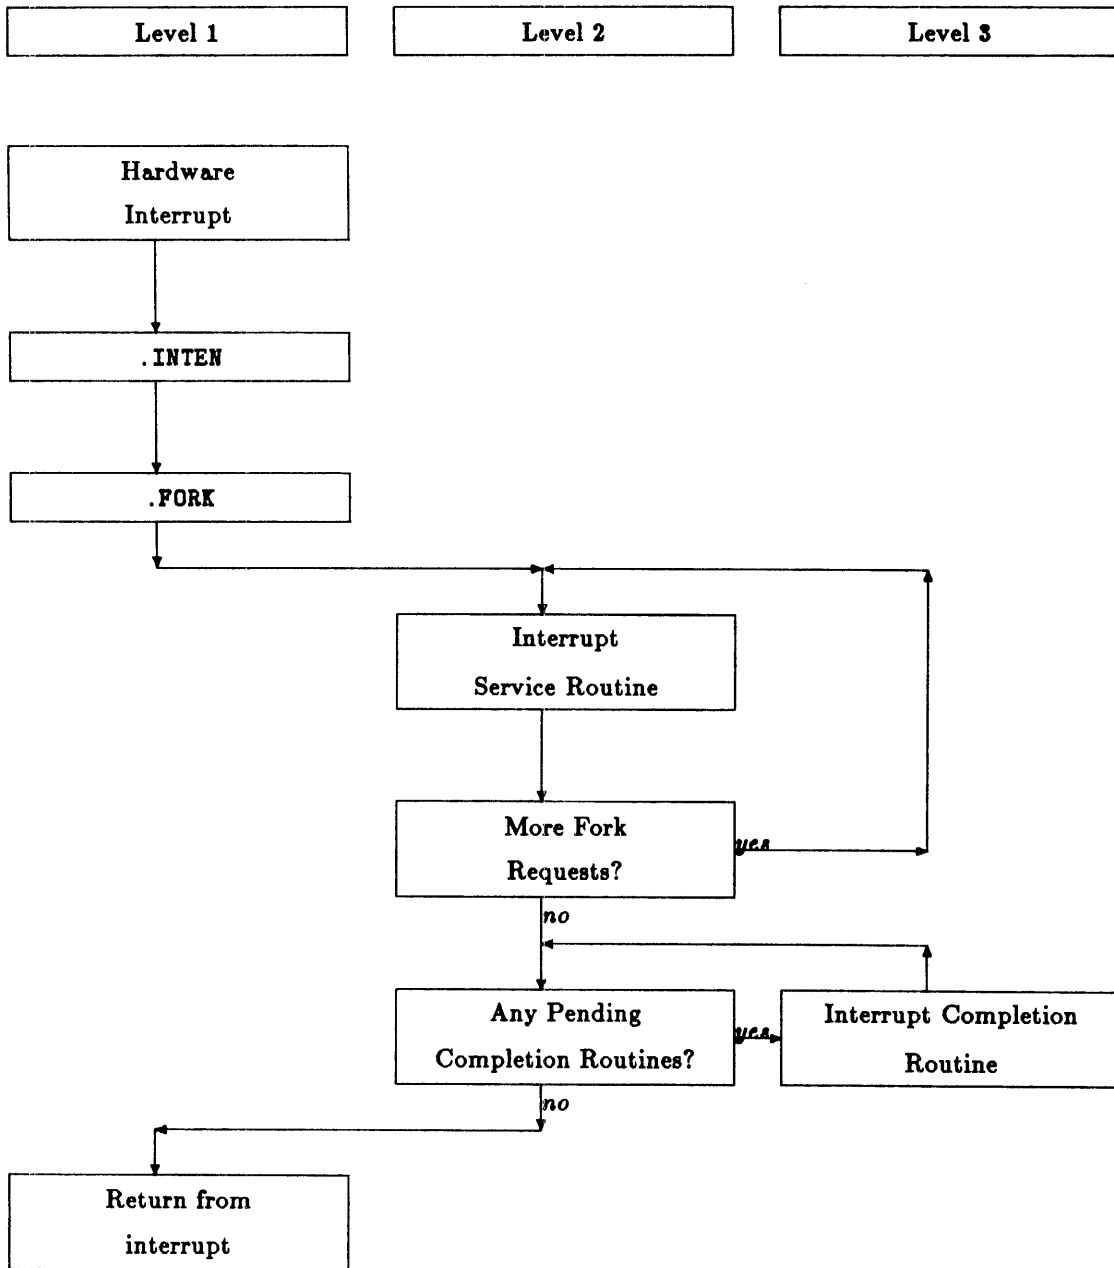 Level 1
Level 2
Level 3
Hardware
Interrupt
.INTEN
.FORK
Interrupt
Service Routine
More Fork
Requests?
yes
no
Any Pending
Completion Routines?
yes
Interrupt Completion
Routine
no
Return from
interrupt